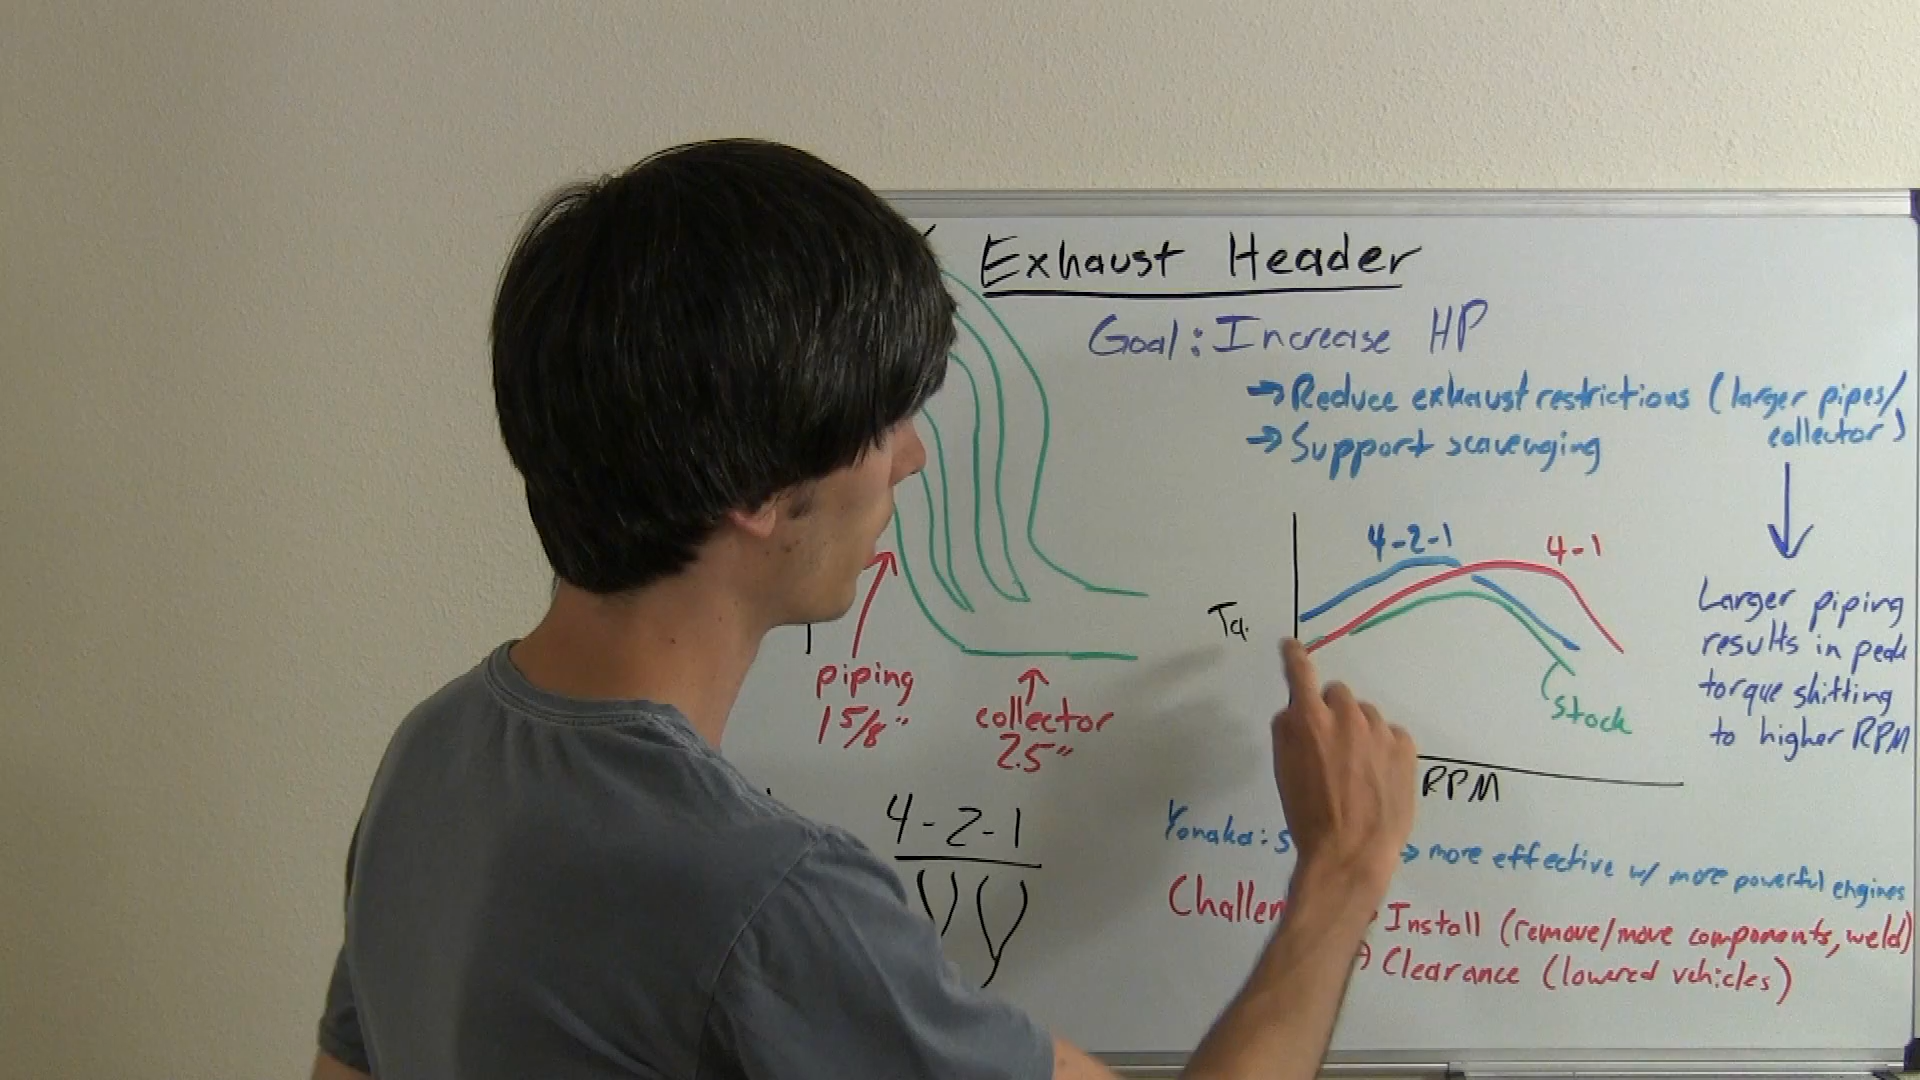 Exhaust Header
Goal: Increase HP
→ Reduce exhaust restrictions (larger pipes/
collector)
→ Support scavenging
4-2-1
4-1
Tq.
Stock
RPM
Larger piping
results in peak
torque shifting
to higher RPM
piping
1 5/8"
collector
2.5"
4-2-1
Yonaka:
→ more effective w/ more powerful engines
Install (remove/move components, weld)
Clearance (lowered vehicles)